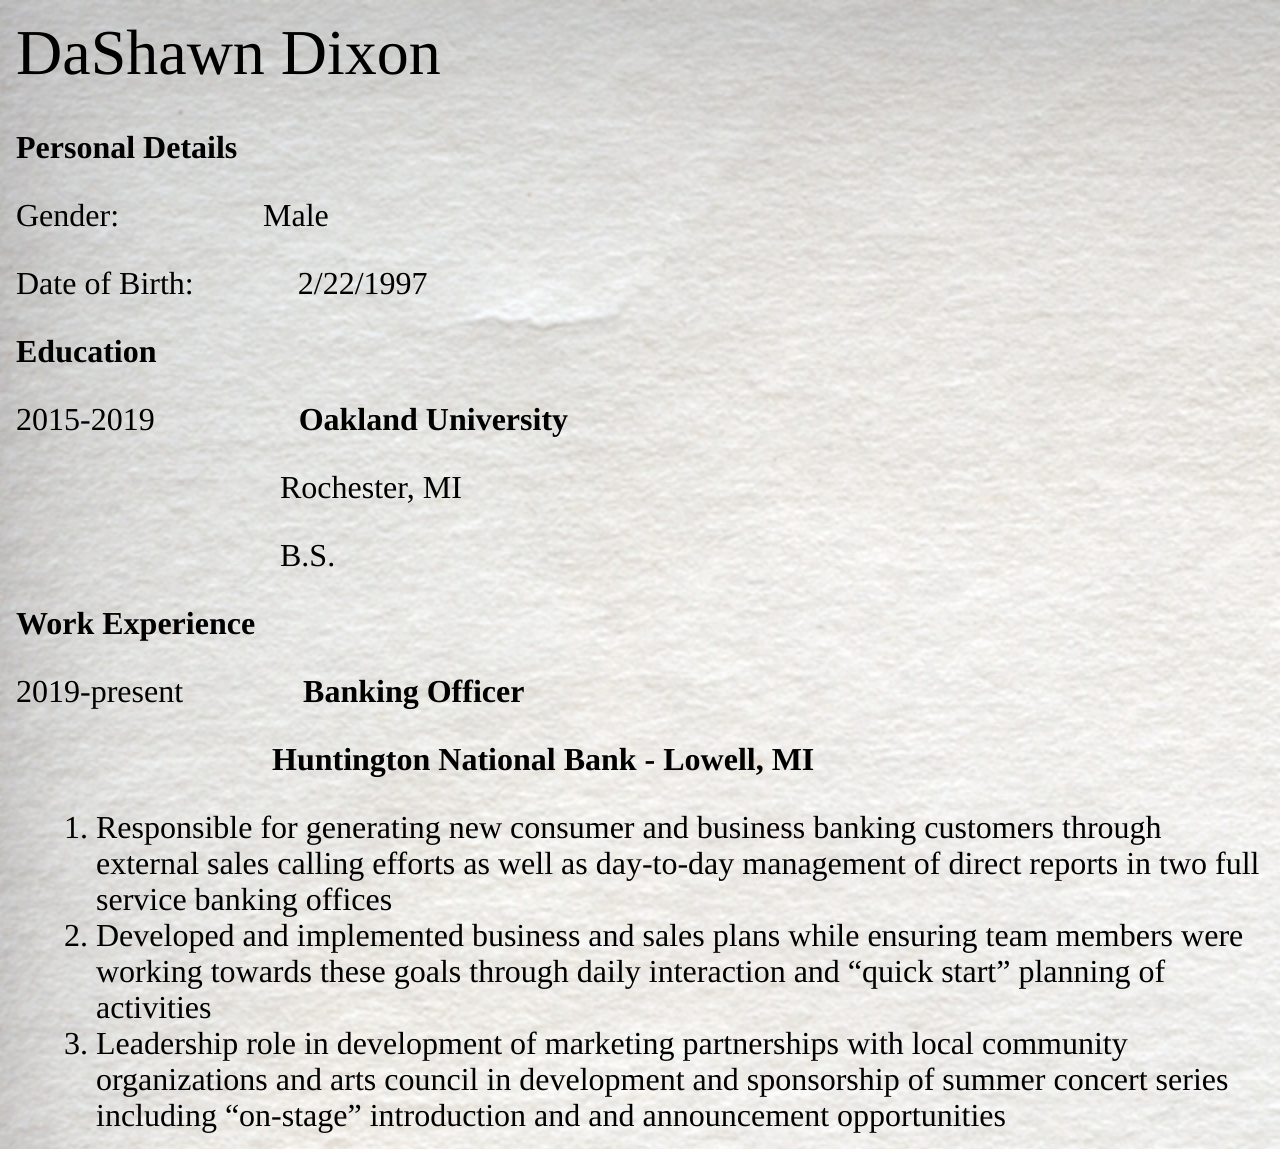 DaShawn Dixon
Personal Details
Gender: Male
Date of Birth: 2/22/1997
Education
2015-2019 Oakland University
Rochester, MI
B.S.
Work Experience
2019-present Banking Officer
Huntington National Bank - Lowell, MI
1. Responsible for generating new consumer and business banking customers through
external sales calling efforts as well as day-to-day management of direct reports in two full
service banking offices
2. Developed and implemented business and sales plans while ensuring team members were
working towards these goals through daily interaction and “quick start” planning of
activities
3. Leadership role in development of marketing partnerships with local community
organizations and arts council in development and sponsorship of summer concert series
including “on-stage” introduction and and announcement opportunities